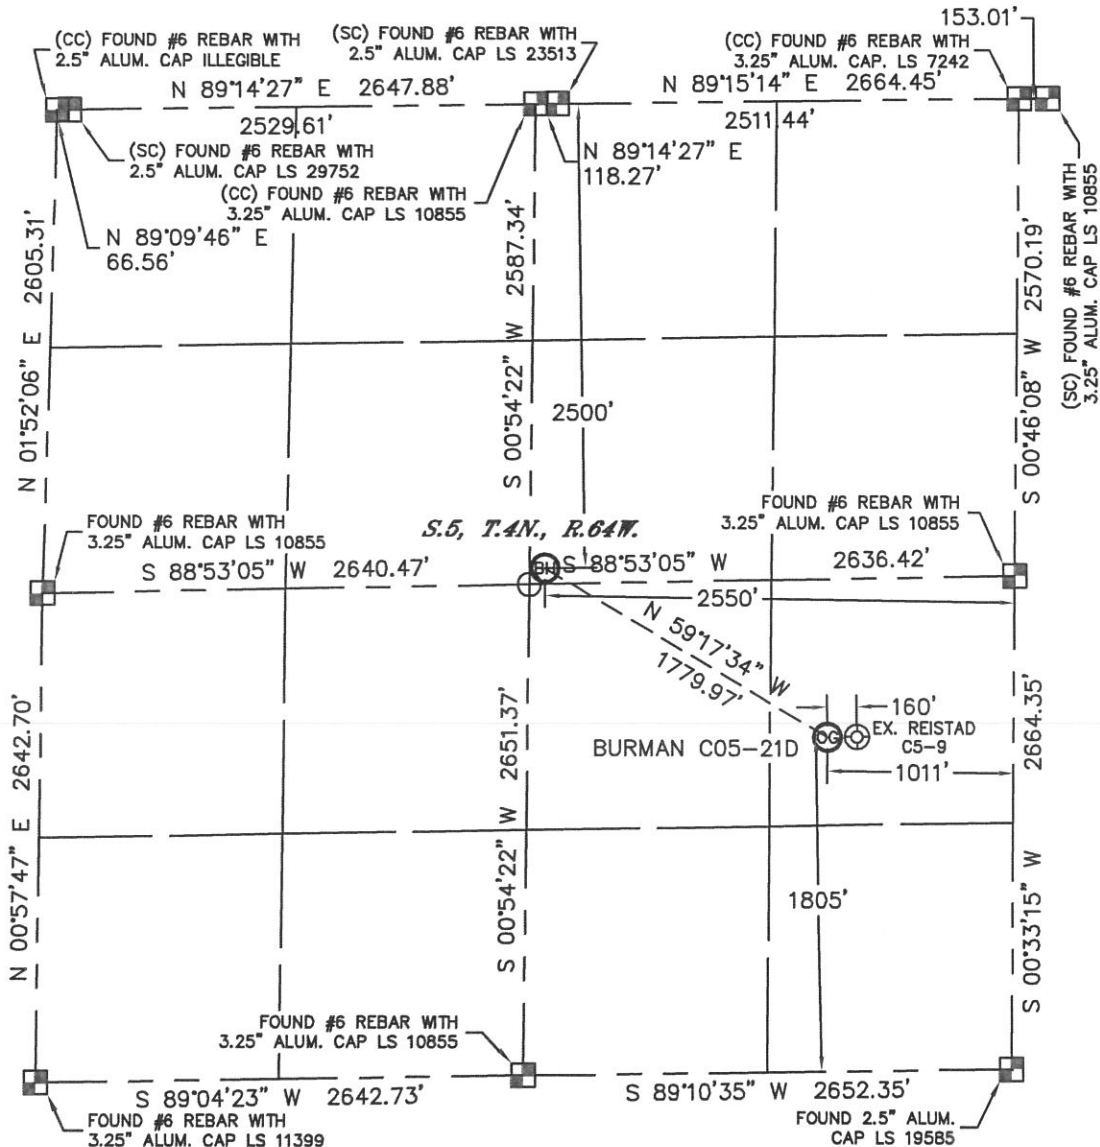 153.01'
(CC) FOUND #6 REBAR WITH
2.5" ALUM. CAP ILLEGIBLE
(SC) FOUND #6 REBAR WITH
2.5" ALUM. CAP LS 23513
(CC) FOUND #6 REBAR WITH
3.25" ALUM. CAP. LS 7242
N 89°14'27" E 2647.88'
N 89°15'14" E 2664.45'
2529.61'
2511.44'
(SC) FOUND #6 REBAR WITH
2.5" ALUM. CAP LS 29752
N 89°14'27" E
118.27'
(CC) FOUND #6 REBAR WITH
3.25" ALUM. CAP LS 10855
(SC) FOUND #6 REBAR WITH
3.25" ALUM. CAP LS 10855
N 89°09'46" E
66.56'
N 01°52'06" E 2605.31'
S 00°54'22" W 2587.34'
S 00°46'08" W 2570.19'
2500'
FOUND #6 REBAR WITH
3.25" ALUM. CAP LS 10855
S.5, T.4N., R.64W.
FOUND #6 REBAR WITH
3.25" ALUM. CAP LS 10855
S 88°53'05" W 2640.47'
BH
S 88°53'05" W 2636.42'
2550'
N 59°17'34" W
1779.97'
160'
BURMAN C05-21D
OG
EX. REISTAD
C5-9
1011'
N 00°57'47" E 2642.70'
S 00°54'22" W 2651.37'
S 00°33'15" W 2664.35'
1805'
FOUND #6 REBAR WITH
3.25" ALUM. CAP LS 10855
S 89°04'23" W 2642.73'
S 89°10'35" W 2652.35'
FOUND #6 REBAR WITH
3.25" ALUM. CAP LS 11399
FOUND 2.5" ALUM.
CAP LS 19585